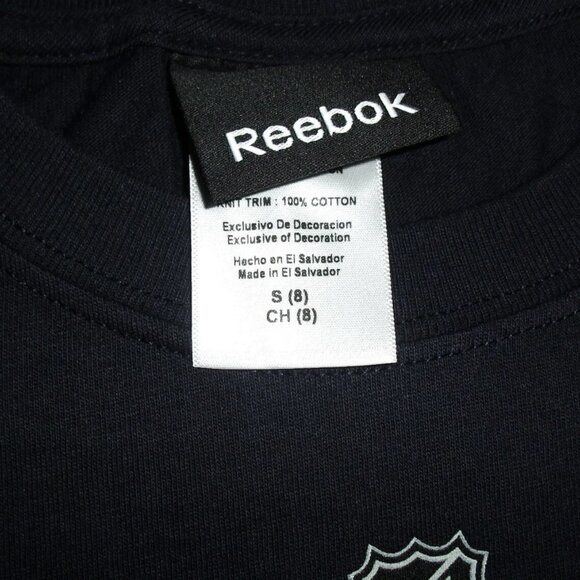 Reebok
KNIT TRIM : 100% COTTON
Exclusivo De Decoracion
Exclusive of Decoration
Hecho en El Salvador
Made in El Salvador
S (8)
CH (8)